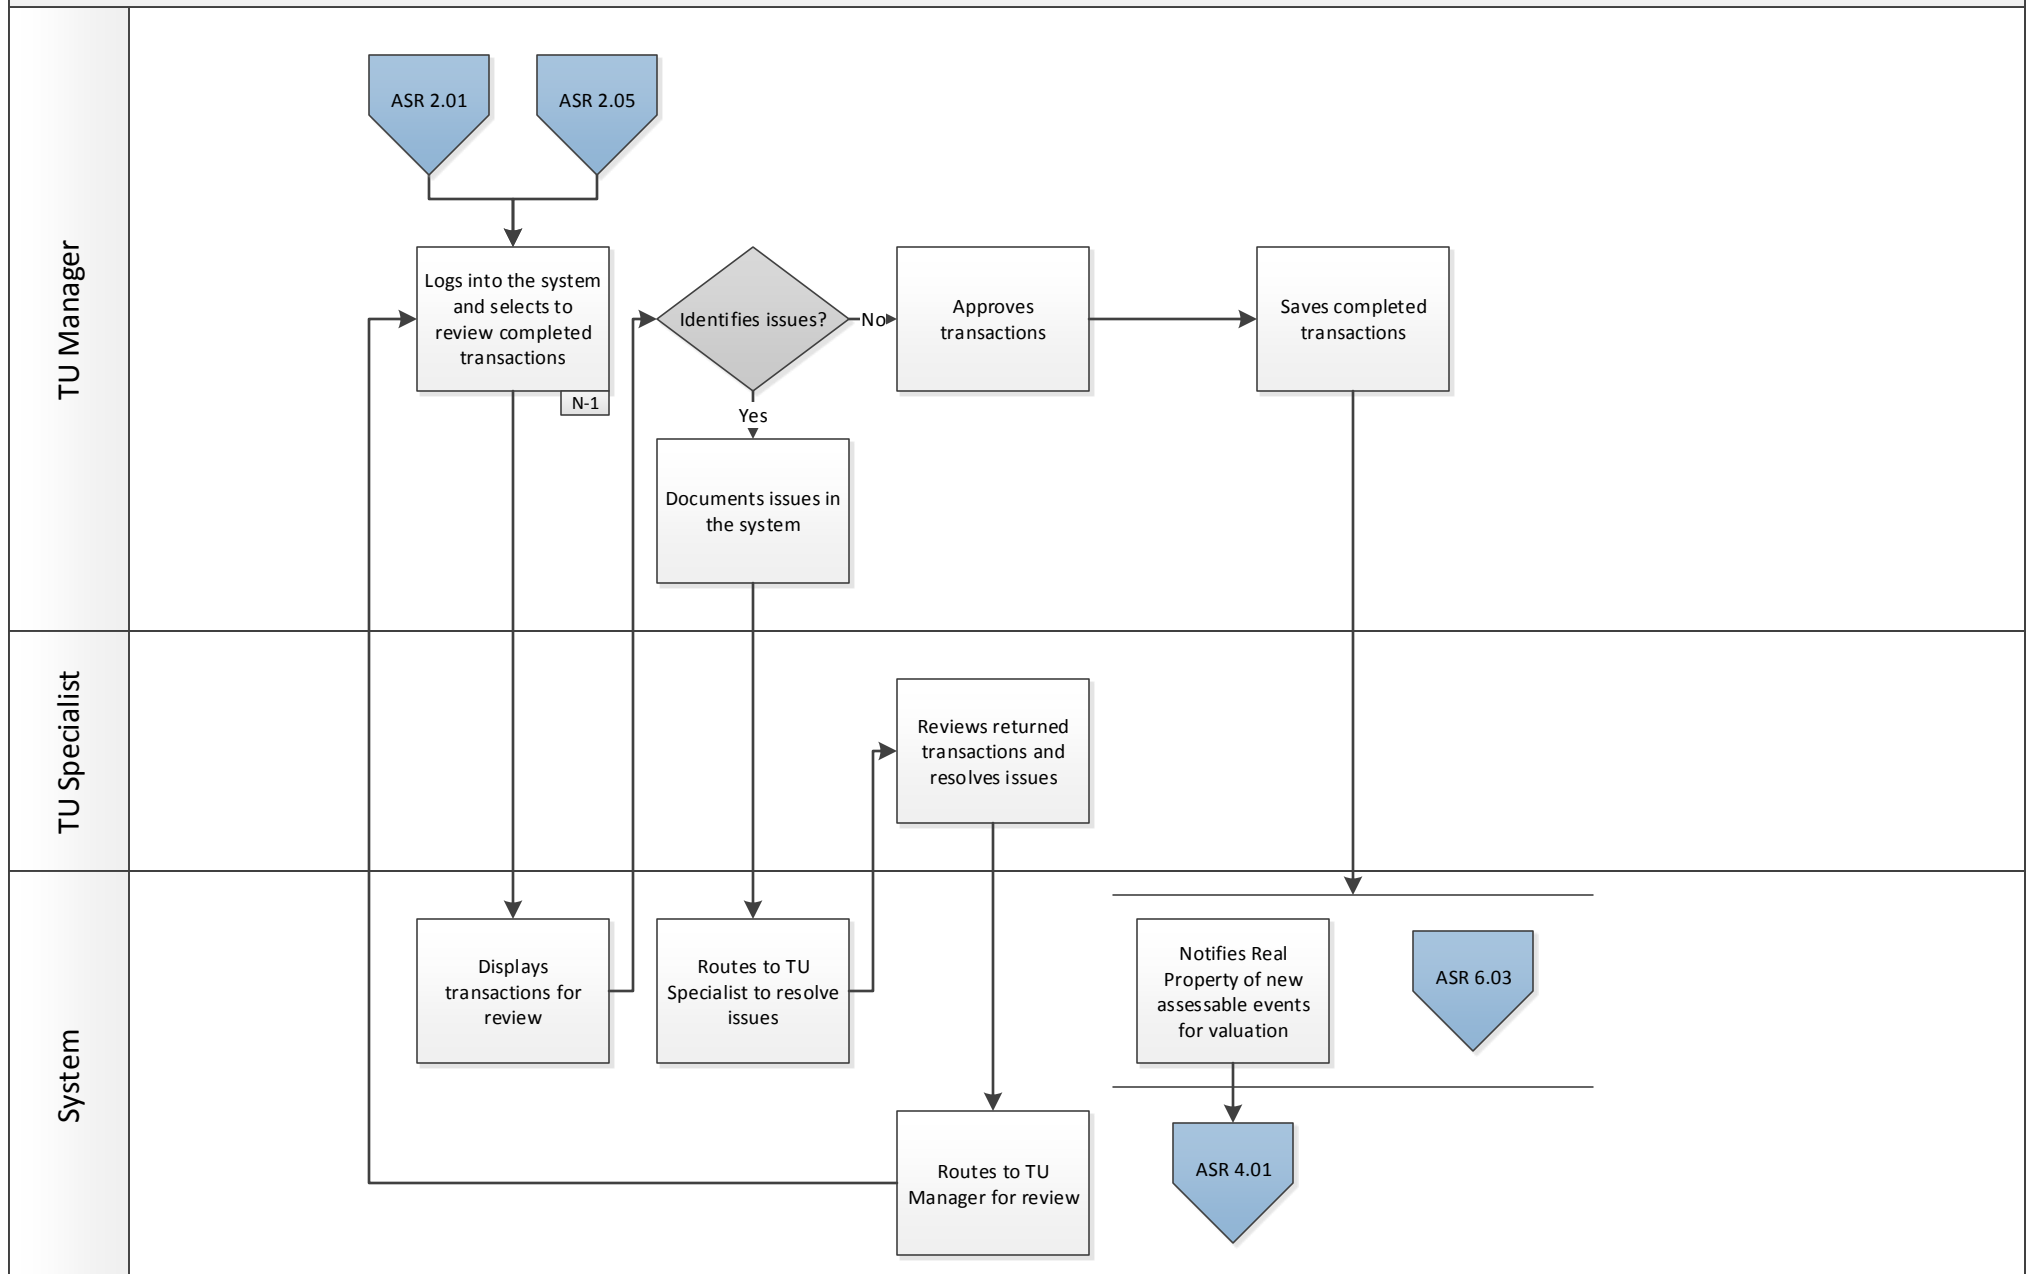 TU Manager
ASR 2.01
ASR 2.05
Logs into the system
and selects to
review completed
transactions
N-1
Identifies issues?
No
Yes
Approves
transactions
Saves completed
transactions
Documents issues in
the system
TU Specialist
Reviews returned
transactions and
resolves issues
System
Displays
transactions for
review
Routes to TU
Specialist to resolve
issues
Notifies Real
Property of new
assessable events
for valuation
ASR 6.03
Routes to TU
Manager for review
ASR 4.01